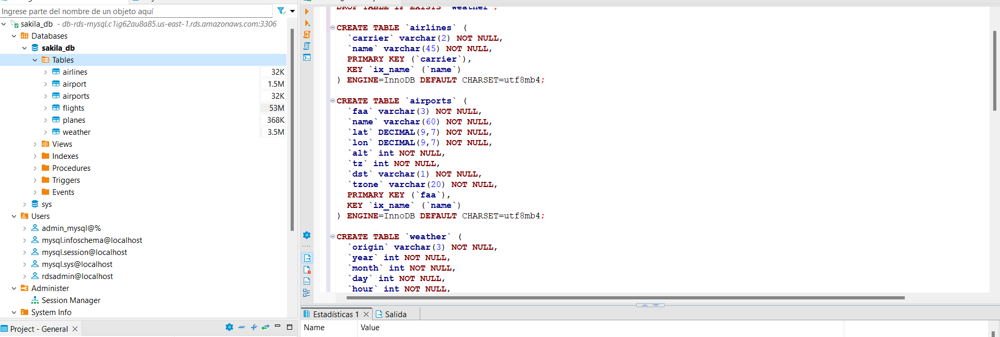 Ingrese parte del nombre de un objeto aquí
sakila_db - db-rds-mysql.c1ig62au8a85.us-east-1.rds.amazonaws.com:3306
Databases
sakila_db
Tables
airlines 32K
airport 1.5M
airports 32K
flights 53M
planes 368K
weather 3.5M
Views
Indexes
Procedures
Triggers
Events
sys
Users
admin_mysql@%
mysql.infoschema@localhost
mysql.session@localhost
mysql.sys@localhost
rdsadmin@localhost
Administer
Session Manager
System Info
Project - General
DROP TABLE IF EXISTS `weather`;
CREATE TABLE `airlines` (
`carrier` varchar(2) NOT NULL,
`name` varchar(45) NOT NULL,
PRIMARY KEY (`carrier`),
KEY `ix_name` (`name`)
) ENGINE=InnoDB DEFAULT CHARSET=utf8mb4;
CREATE TABLE `airports` (
`faa` varchar(3) NOT NULL,
`name` varchar(60) NOT NULL,
`lat` DECIMAL(9,7) NOT NULL,
`lon` DECIMAL(9,7) NOT NULL,
`alt` int NOT NULL,
`tz` int NOT NULL,
`dst` varchar(1) NOT NULL,
`tzone` varchar(20) NOT NULL,
PRIMARY KEY (`faa`),
KEY `ix_name` (`name`)
) ENGINE=InnoDB DEFAULT CHARSET=utf8mb4;
CREATE TABLE `weather` (
`origin` varchar(3) NOT NULL,
`year` int NOT NULL,
`month` int NOT NULL,
`day` int NOT NULL,
`hour` int NOT NULL,
Estadísticas 1 Salida
Name Value